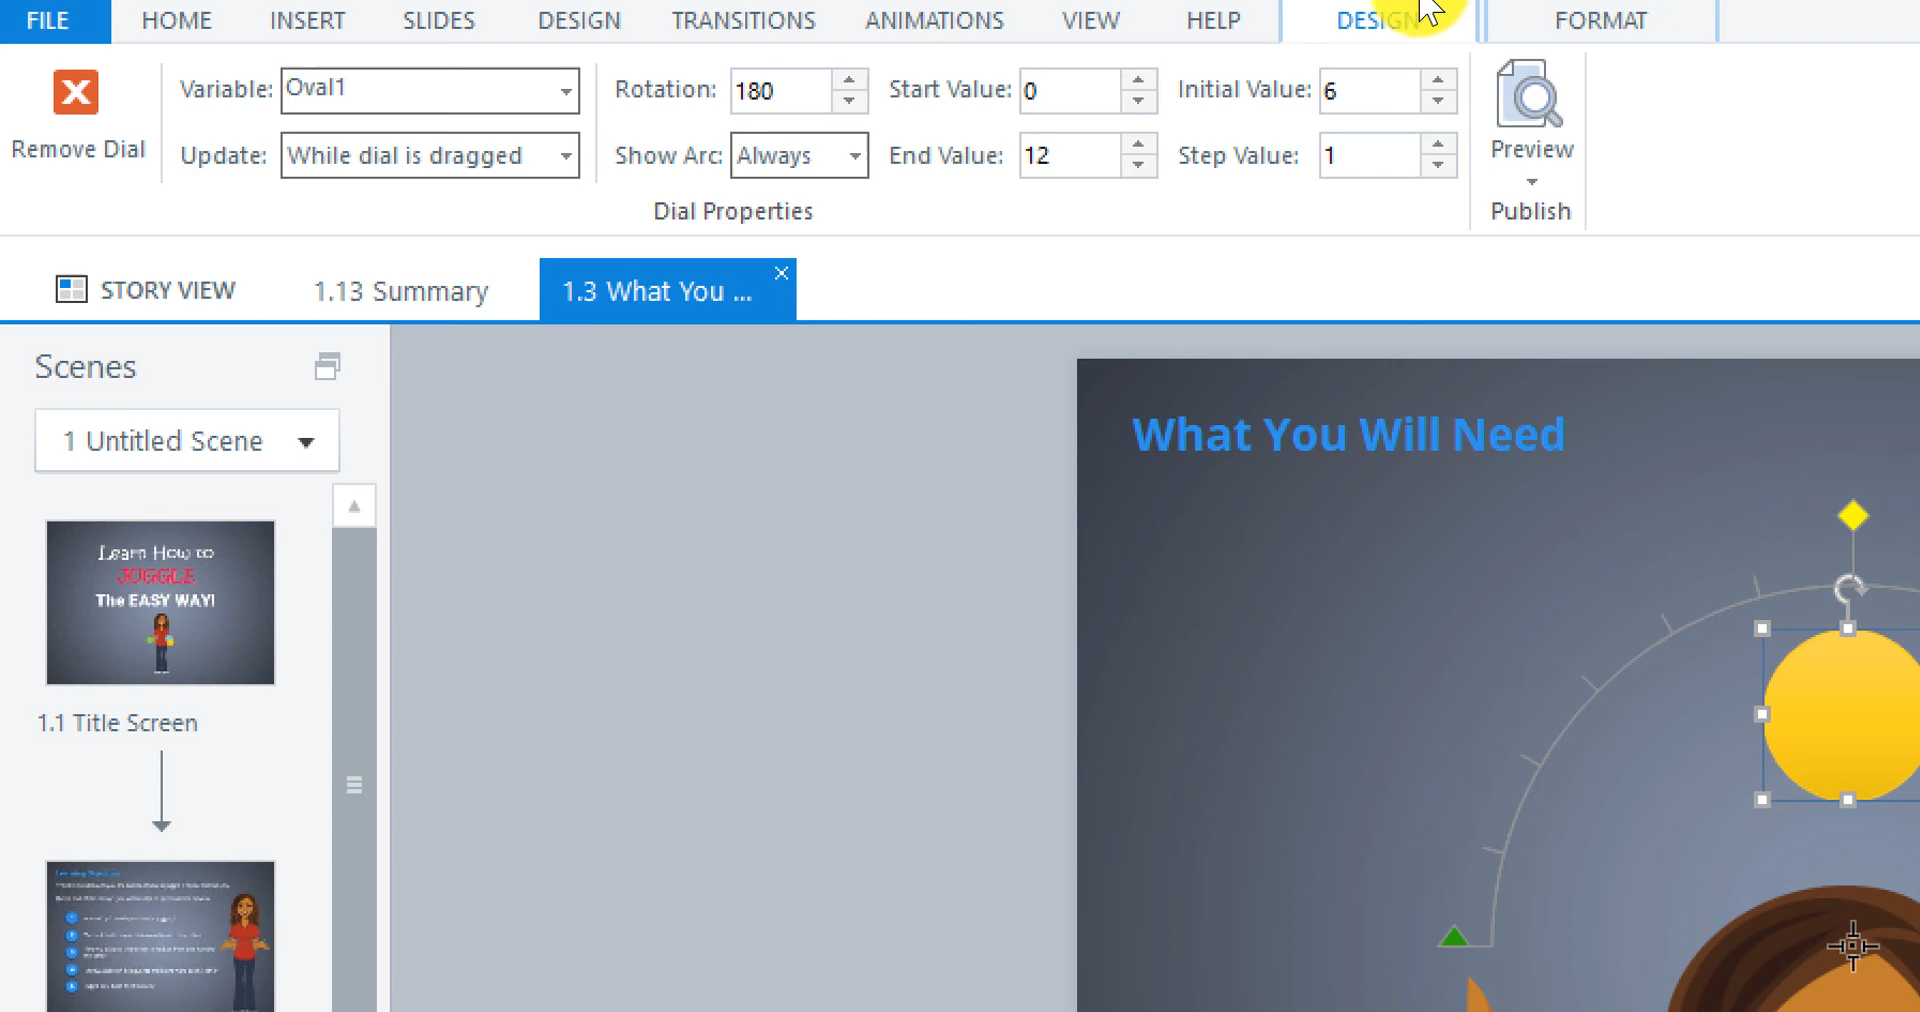 FILE HOME INSERT SLIDES DESIGN TRANSITIONS ANIMATIONS VIEW HELP DESIGN FORMAT
Variable: Oval1 Rotation: 180 Start Value: 0 Initial Value: 6
Remove Dial Update: While dial is dragged Show Arc: Always End Value: 12 Step Value: 1 Preview
Dial Properties Publish
STORY VIEW 1.13 Summary 1.3 What You ...
Scenes
1 Untitled Scene
What You Will Need
Learn How to
JUGGLE
The EASY WAY!
1.1 Title Screen
Learning Objectives